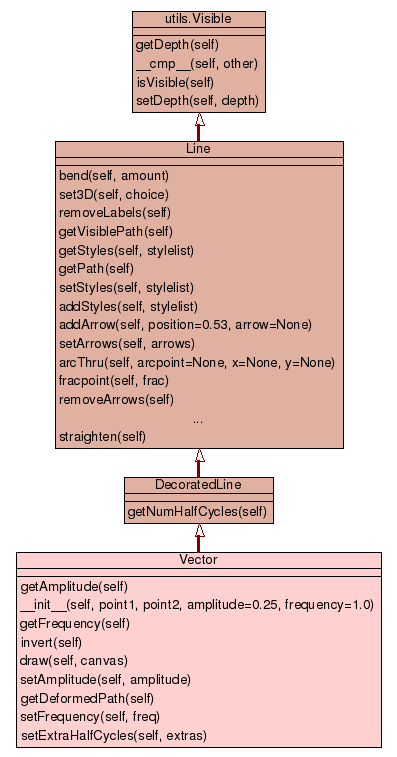 utils.Visible
getDepth(self)
__cmp__(self, other)
isVisible(self)
setDepth(self, depth)
Line
bend(self, amount)
set3D(self, choice)
removeLabels(self)
getVisiblePath(self)
getStyles(self, stylelist)
getPath(self)
setStyles(self, stylelist)
addStyles(self, stylelist)
addArrow(self, position=0.53, arrow=None)
setArrows(self, arrows)
arcThru(self, arcpoint=None, x=None, y=None)
fracpoint(self, frac)
removeArrows(self)
...
straighten(self)
DecoratedLine
getNumHalfCycles(self)
Vector
getAmplitude(self)
__init__(self, point1, point2, amplitude=0.25, frequency=1.0)
getFrequency(self)
invert(self)
draw(self, canvas)
setAmplitude(self, amplitude)
getDeformedPath(self)
setFrequency(self, freq)
setExtraHalfCycles(self, extras)